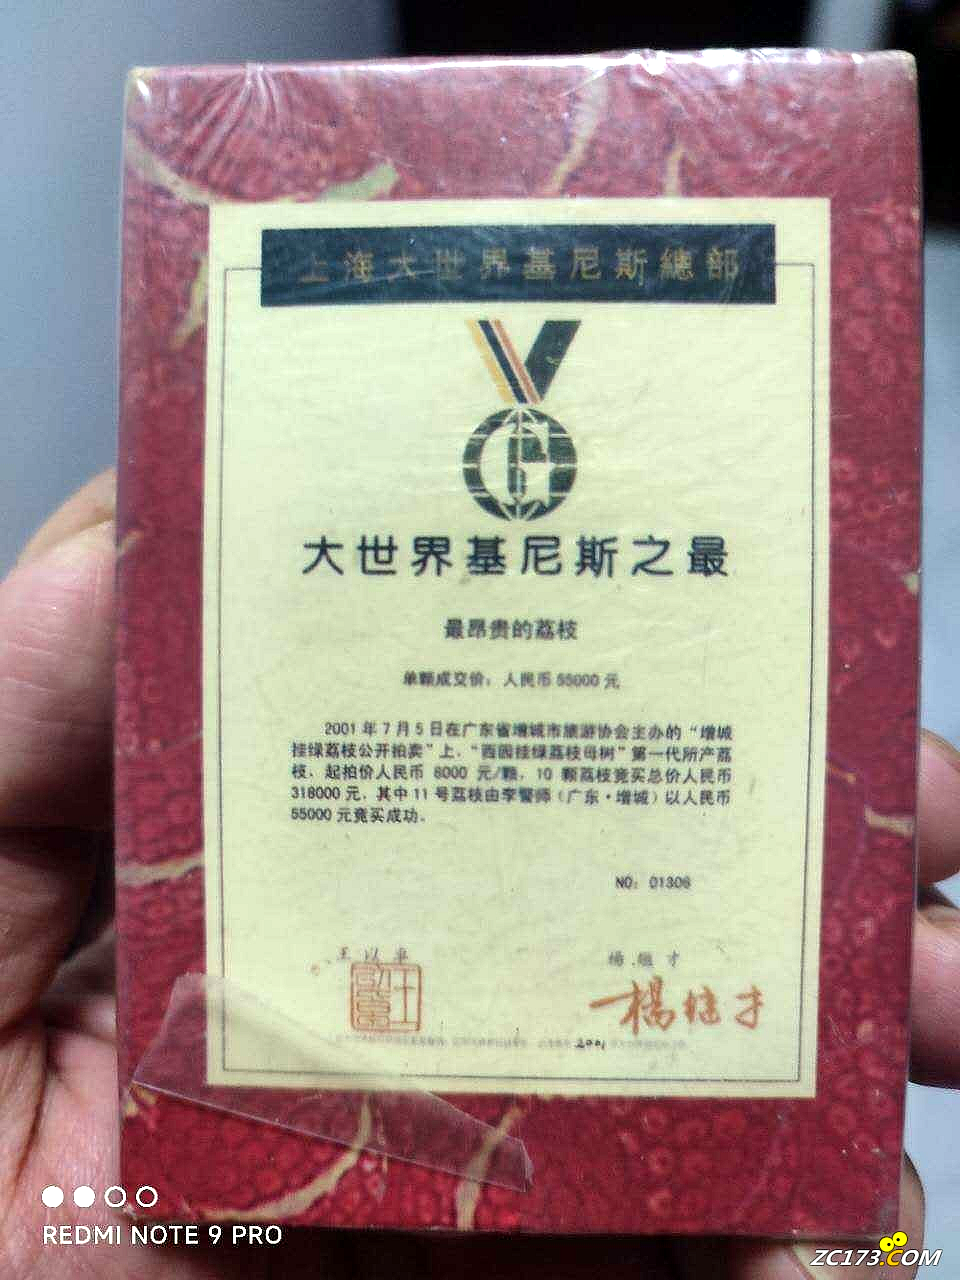 上海大世界基尼斯總部
大世界基尼斯之最
最昂贵的荔枝
单颗成交价：人民币 55000 元
2001 年 7 月 5 日在广东省增城市旅游协会主办的“增城
挂绿荔枝公开拍卖”上，“西园挂绿荔枝母树”第一代所产荔
枝，起拍价人民币 8000 元/颗，10 颗荔枝竞买总价人民币
318000 元，其中 11 号荔枝由李警师（广东·增城）以人民币
55000 元竞买成功。
NO：01306
王以卓
杨继才
楊继才
2001
REDMI NOTE 9 PRO
ZC173.COM